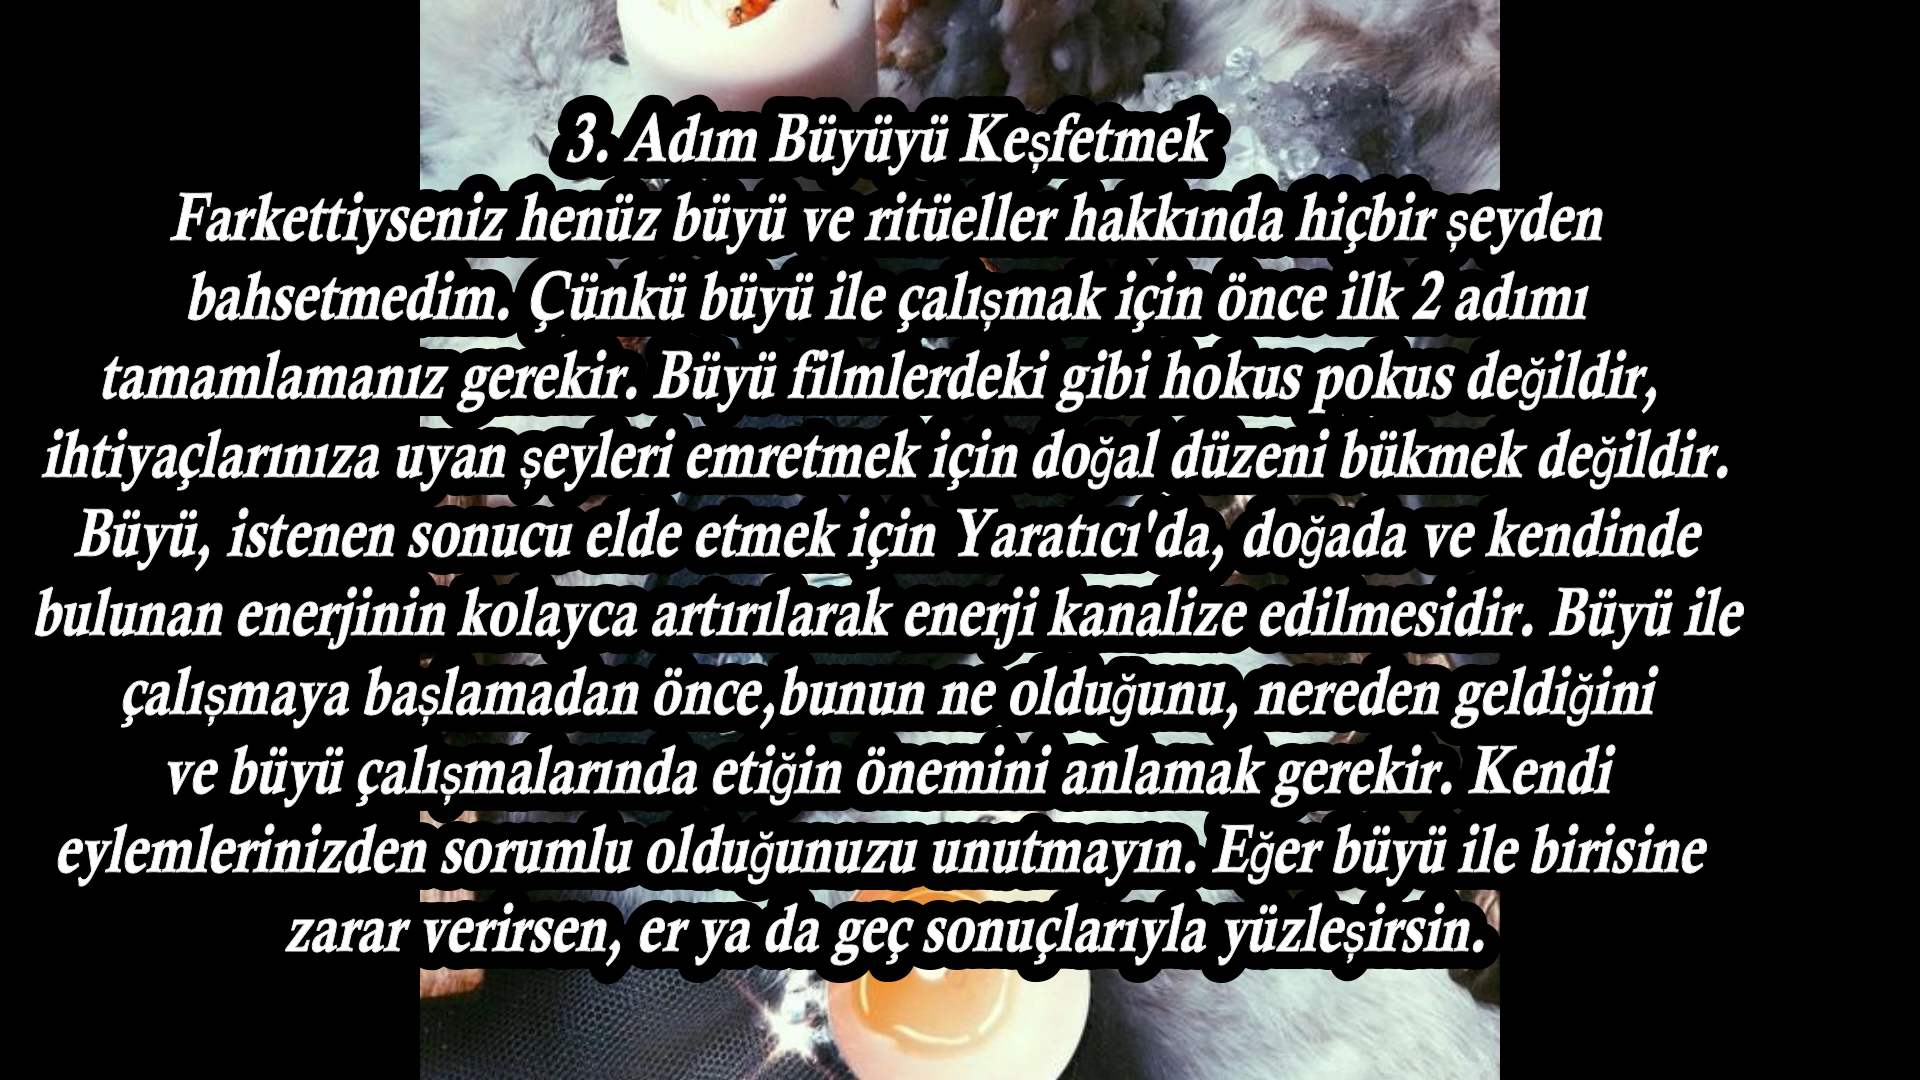 3. Adım Büyüyü Keşfetmek
Farkettiyseniz henüz büyü ve ritüeller hakkında hiçbir şeyden
bahsetmedim. Çünkü büyü ile çalışmak için önce ilk 2 adımı
tamamlamanız gerekir. Büyü filmlerdeki gibi hokus pokus değildir,
ihtiyaçlarınıza uyan şeyleri emretmek için doğal düzeni bükmek değildir.
Büyü, istenen sonucu elde etmek için Yaratıcı'da, doğada ve kendinde
bulunan enerjinin kolayca artırılarak enerji kanalize edilmesidir. Büyü ile
çalışmaya başlamadan önce,bunun ne olduğunu, nereden geldiğini
ve büyü çalışmalarında etiğin önemini anlamak gerekir. Kendi
eylemlerinizden sorumlu olduğunuzu unutmayın. Eğer büyü ile birisine
zarar verirsen, er ya da geç sonuçlarıyla yüzleşirsin.